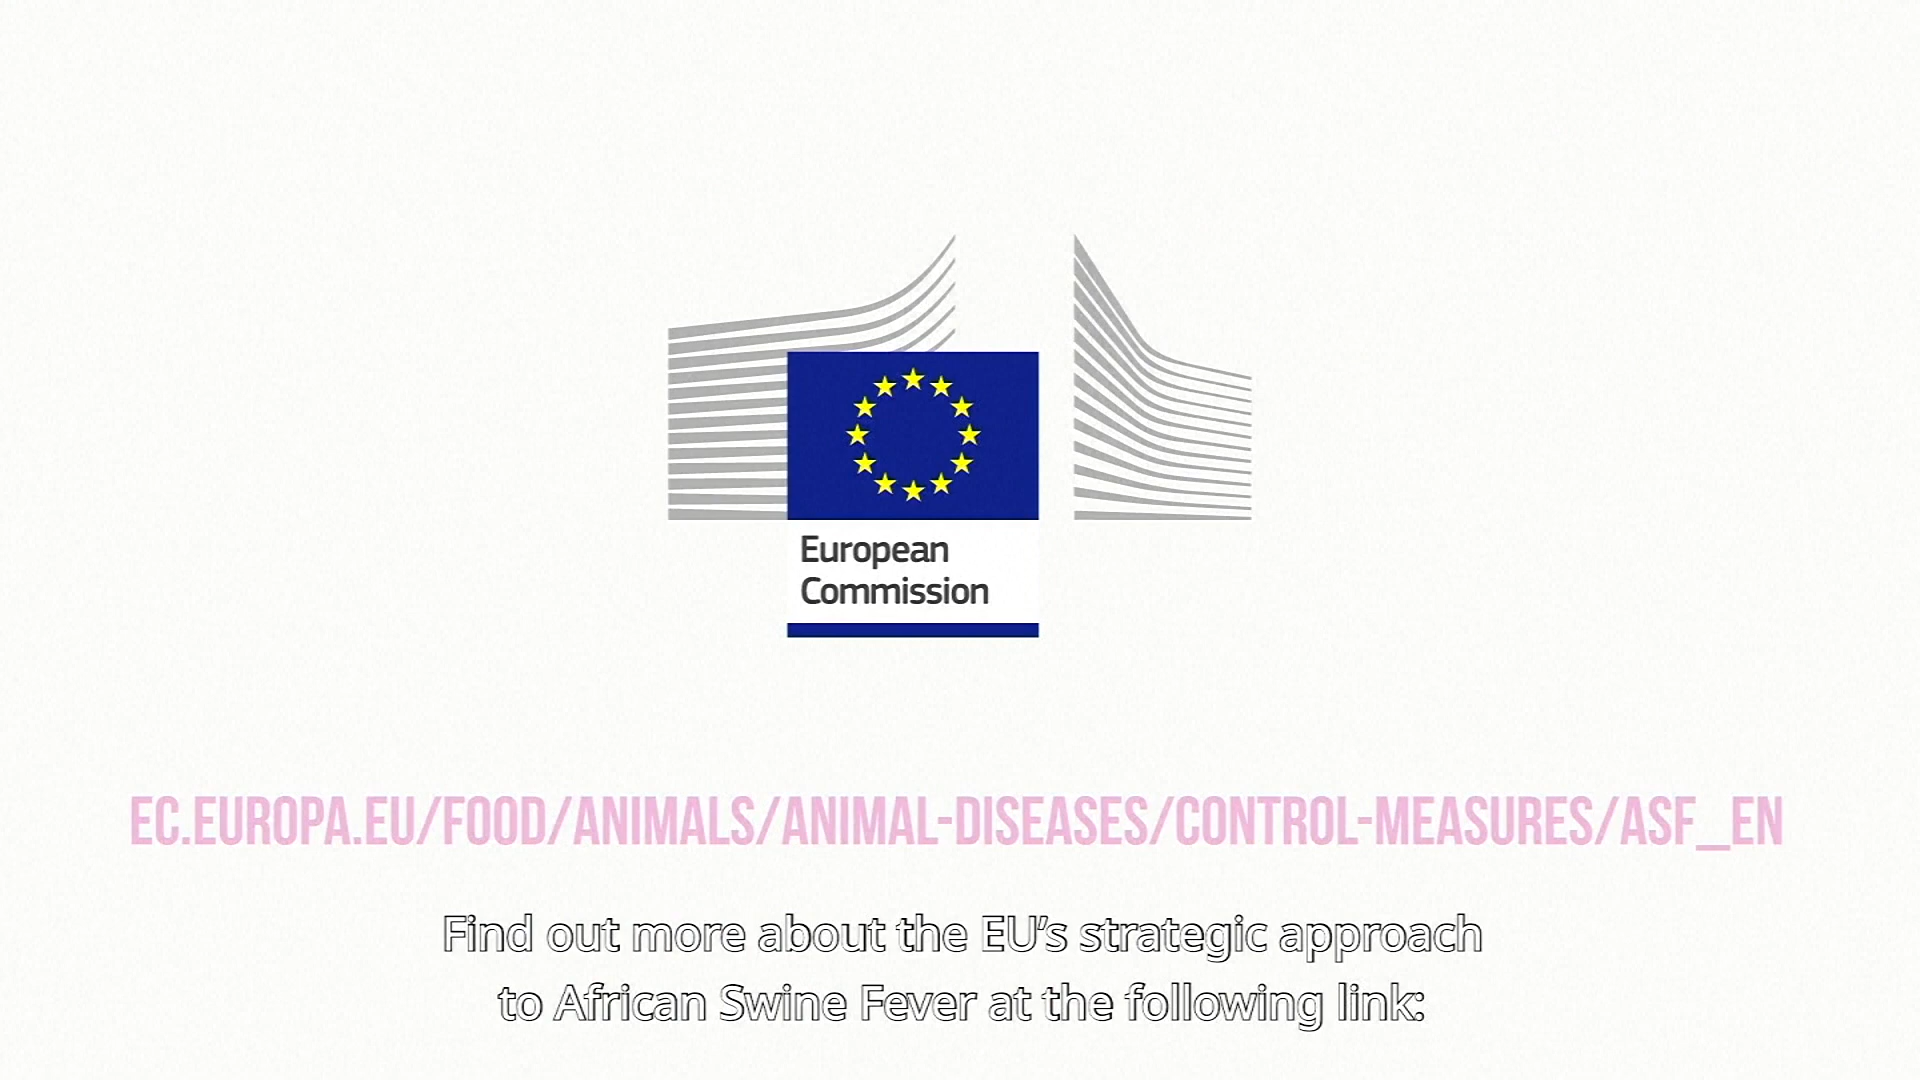 European
Commission
EC.EUROPA.EU/FOOD/ANIMALS/ANIMAL-DISEASES/CONTROL-MEASURES/ASF_EN
Find out more about the EU’s strategic approach
to African Swine Fever at the following link: